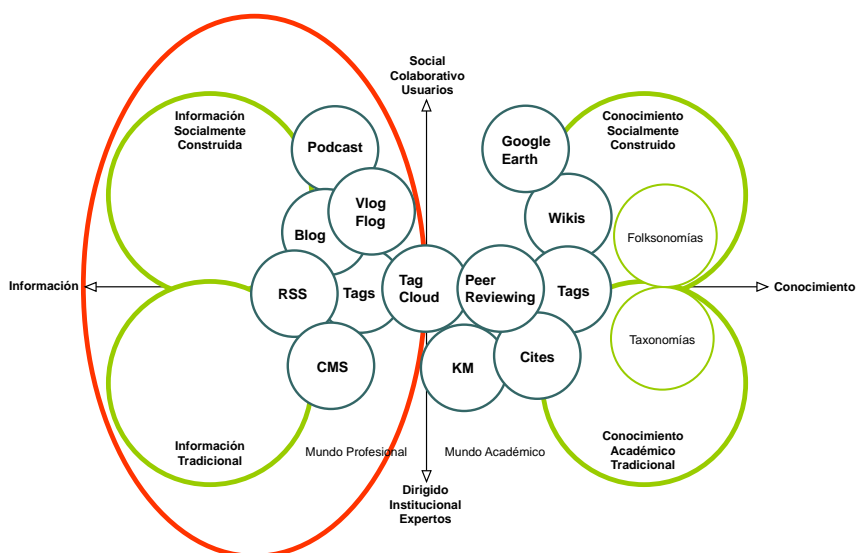 Social
Colaborativo
Usuarios
Información
Socialmente
Construida
Conocimiento
Socialmente
Construido
Podcast
Google
Earth
Vlog
Flog
Wikis
Blog
Folksonomías
Información
RSS
Tags
Tag
Cloud
Peer
Reviewing
Tags
Conocimiento
Taxonomías
CMS
KM
Cites
Información
Tradicional
Mundo Profesional
Mundo Académico
Conocimiento
Académico
Tradicional
Dirigido
Institucional
Expertos